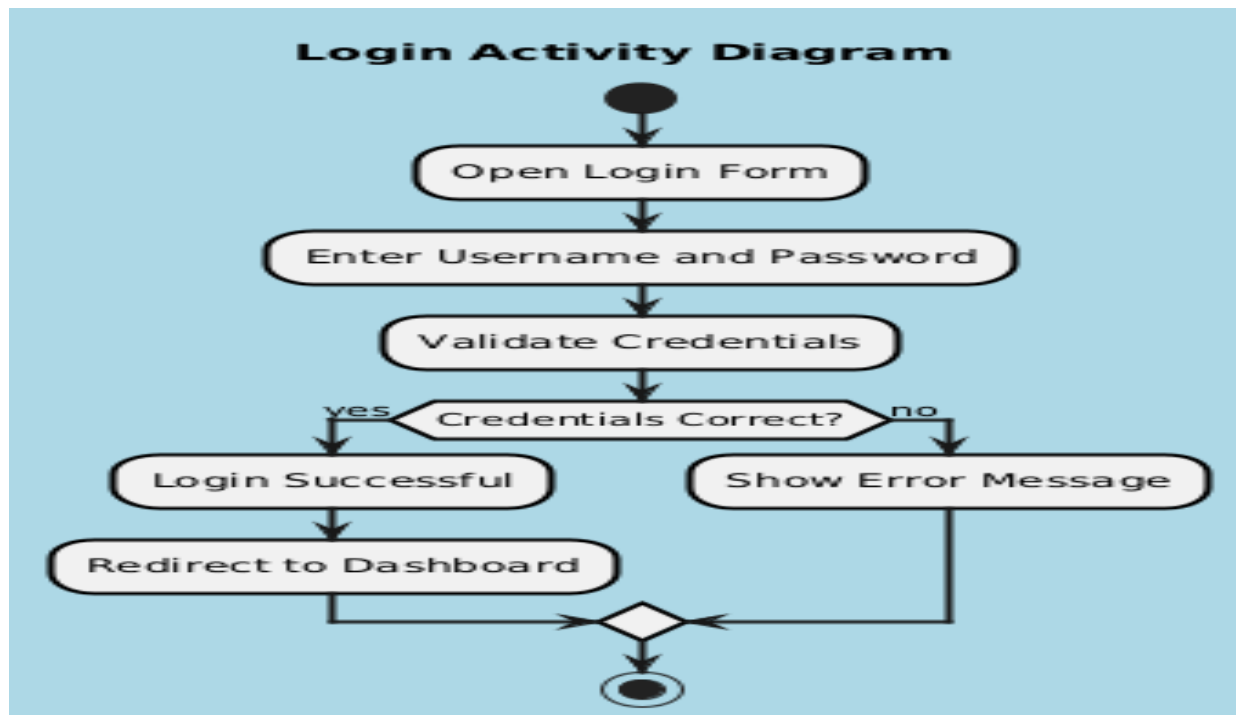 Login Activity Diagram
Open Login Form
Enter Username and Password
Validate Credentials
yes
Credentials Correct?
no
Login Successful
Show Error Message
Redirect to Dashboard